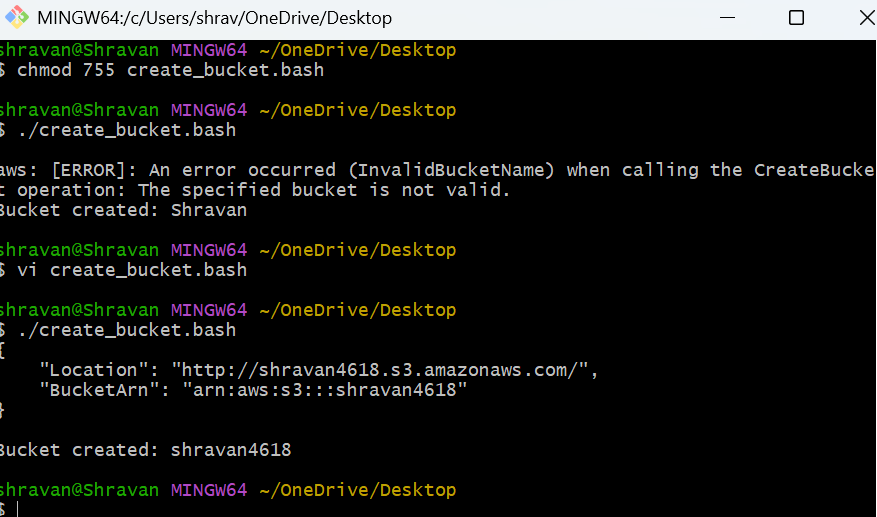 MINGW64:/c/Users/shrav/OneDrive/Desktop
shravan@Shravan MINGW64 ~/OneDrive/Desktop
$ chmod 755 create_bucket.bash
shravan@Shravan MINGW64 ~/OneDrive/Desktop
$ ./create_bucket.bash
aws: [ERROR]: An error occurred (InvalidBucketName) when calling the CreateBucke
t operation: The specified bucket is not valid.
Bucket created: Shravan
shravan@Shravan MINGW64 ~/OneDrive/Desktop
$ vi create_bucket.bash
shravan@Shravan MINGW64 ~/OneDrive/Desktop
$ ./create_bucket.bash
{
    "Location": "http://shravan4618.s3.amazonaws.com/",
    "BucketArn": "arn:aws:s3:::shravan4618"
}
Bucket created: shravan4618
shravan@Shravan MINGW64 ~/OneDrive/Desktop
$